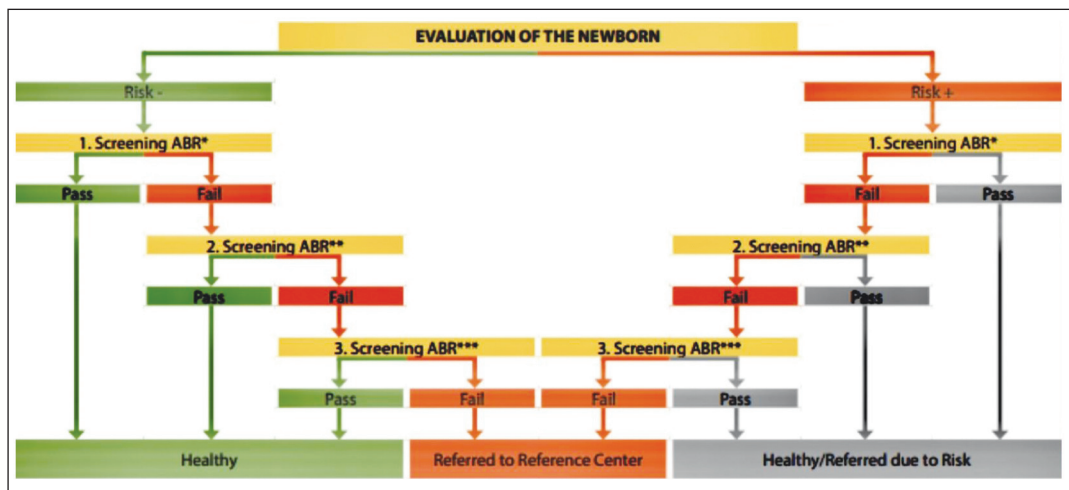 EVALUATION OF THE NEWBORN
Risk - Risk +
1. Screening ABR* 1. Screening ABR*
Pass Fail Fail Pass
2. Screening ABR** 2. Screening ABR**
Pass Fail Fail Pass
3. Screening ABR*** 3. Screening ABR***
Pass Fail Fail Pass
Healthy Referred to Reference Center Healthy/Referred due to Risk